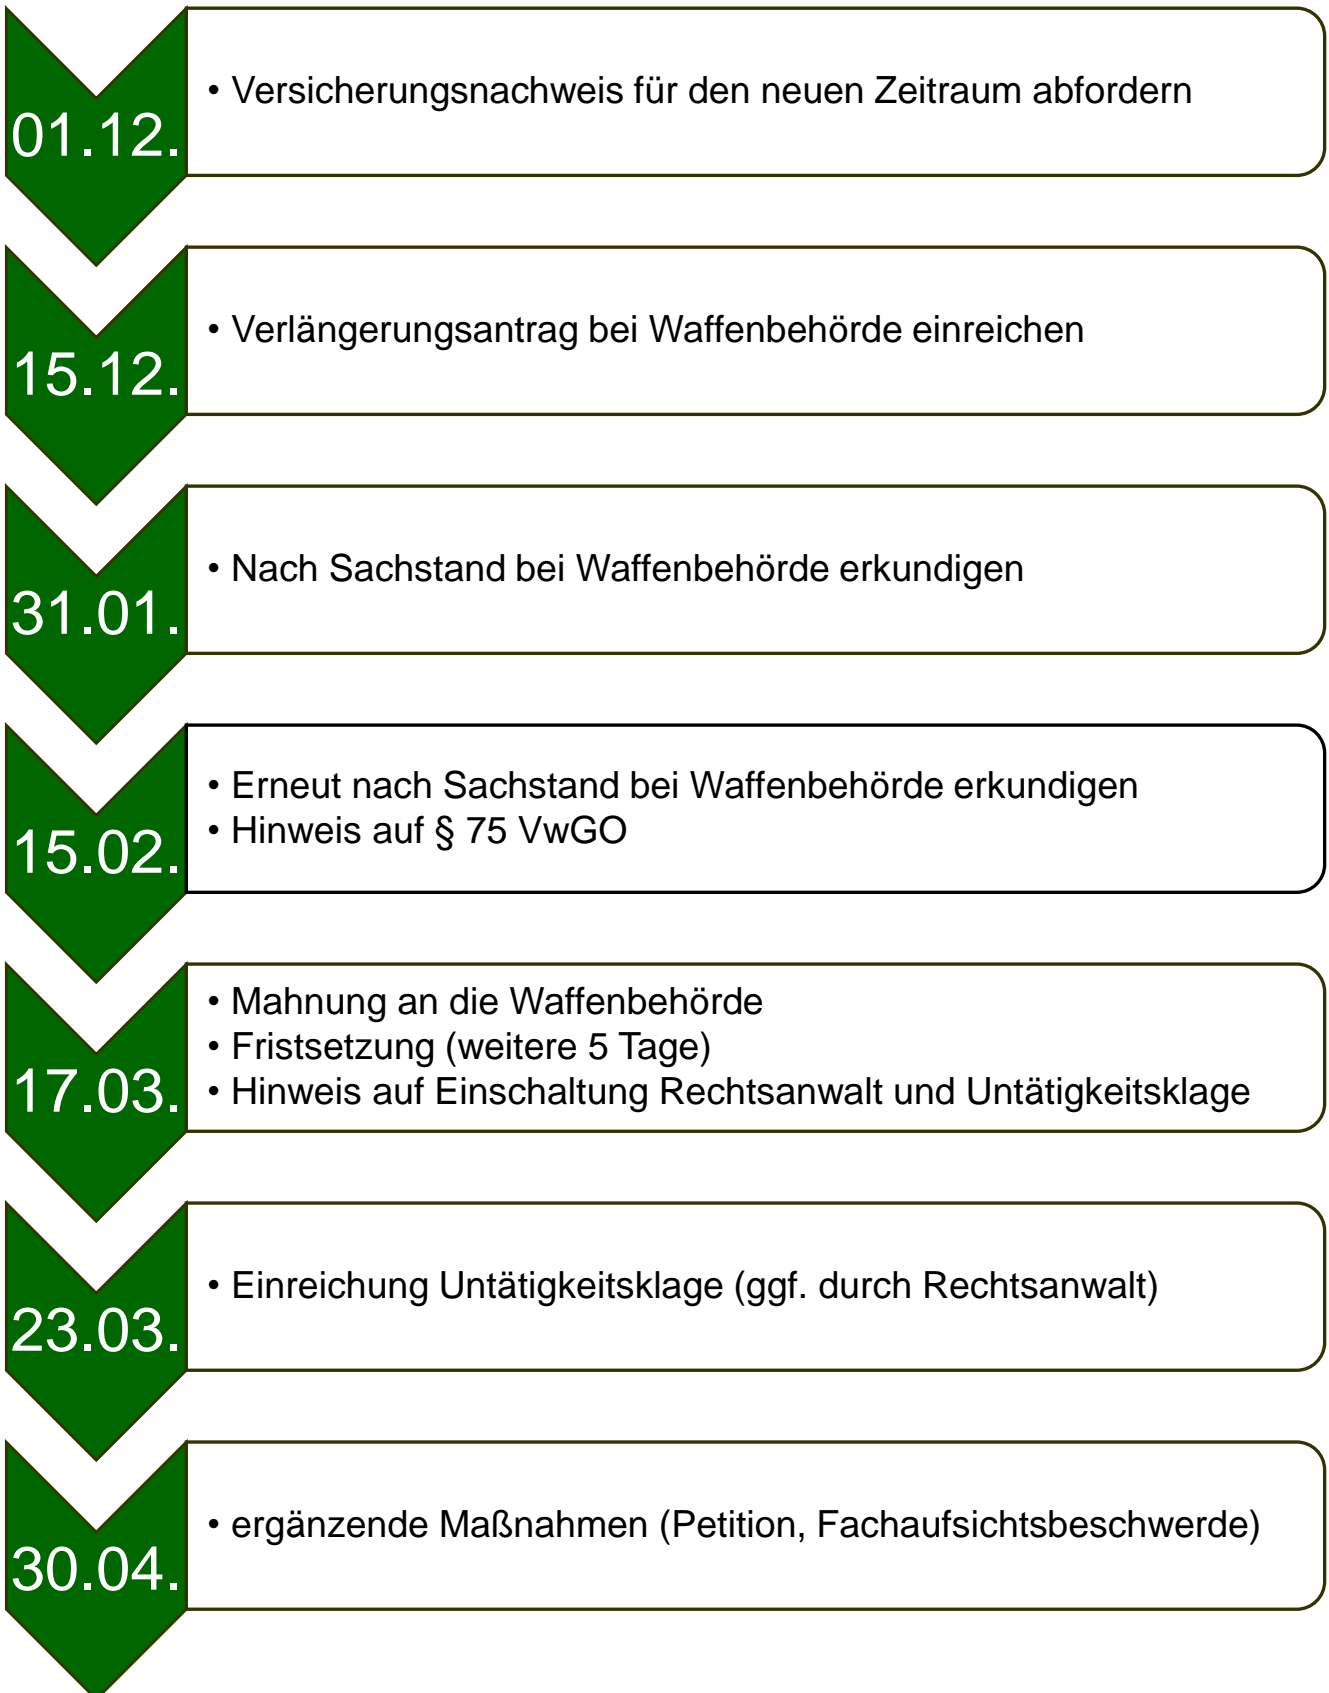 01.12.
• Versicherungsnachweis für den neuen Zeitraum abfordern
15.12.
• Verlängerungsantrag bei Waffenbehörde einreichen
31.01.
• Nach Sachstand bei Waffenbehörde erkundigen
15.02.
• Erneut nach Sachstand bei Waffenbehörde erkundigen
• Hinweis auf § 75 VwGO
17.03.
• Mahnung an die Waffenbehörde
• Fristsetzung (weitere 5 Tage)
• Hinweis auf Einschaltung Rechtsanwalt und Untätigkeitsklage
23.03.
• Einreichung Untätigkeitsklage (ggf. durch Rechtsanwalt)
30.04.
• ergänzende Maßnahmen (Petition, Fachaufsichtsbeschwerde)